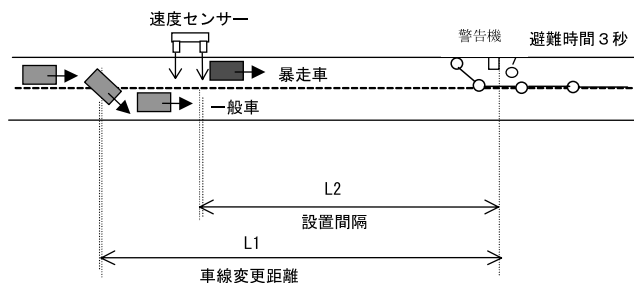 速度センサー
警告機
避難時間3秒
暴走車
一般車
L2
設置間隔
L1
車線変更距離